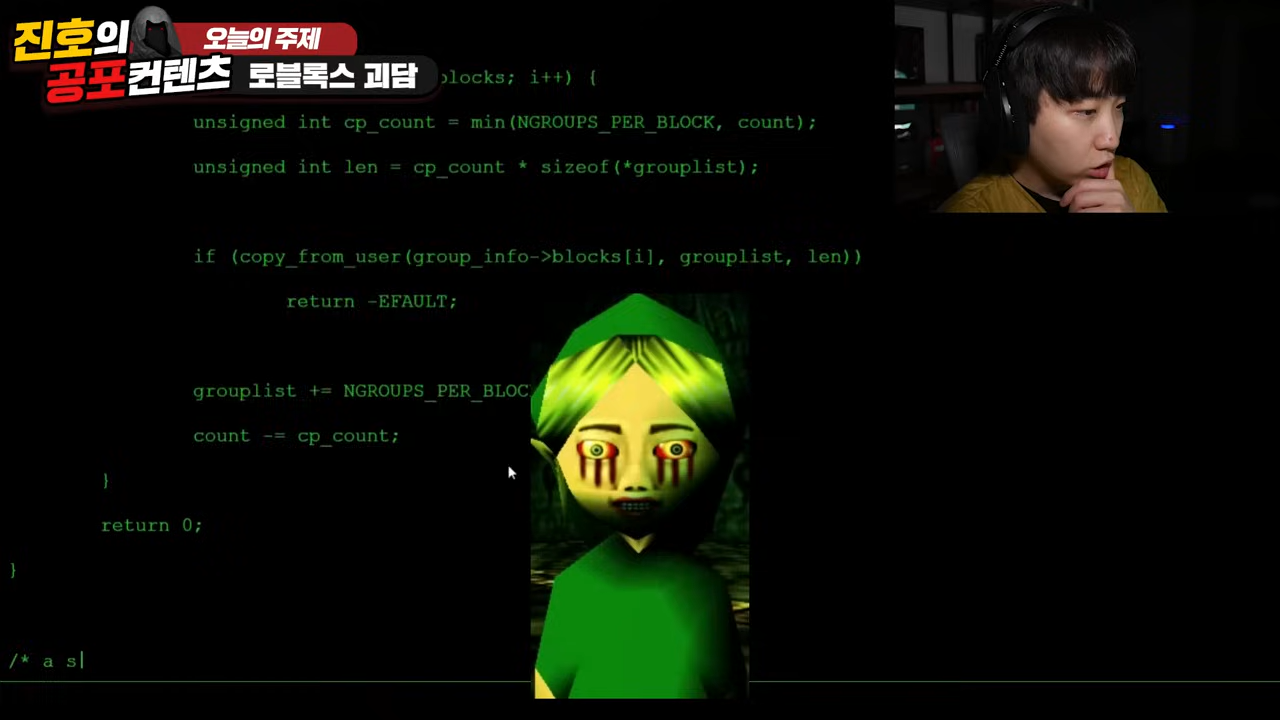 진호의
공포컨텐츠
오늘의 주제
로블록스 괴담
blocks; i++) {
unsigned int cp_count = min(NGROUPS_PER_BLOCK, count);
unsigned int len = cp_count * sizeof(*grouplist);
if (copy_from_user(group_info->blocks[i], grouplist, len))
return -EFAULT;
grouplist += NGROUPS_PER_BLOC
count -= cp_count;
}
return 0;
}
/* a s